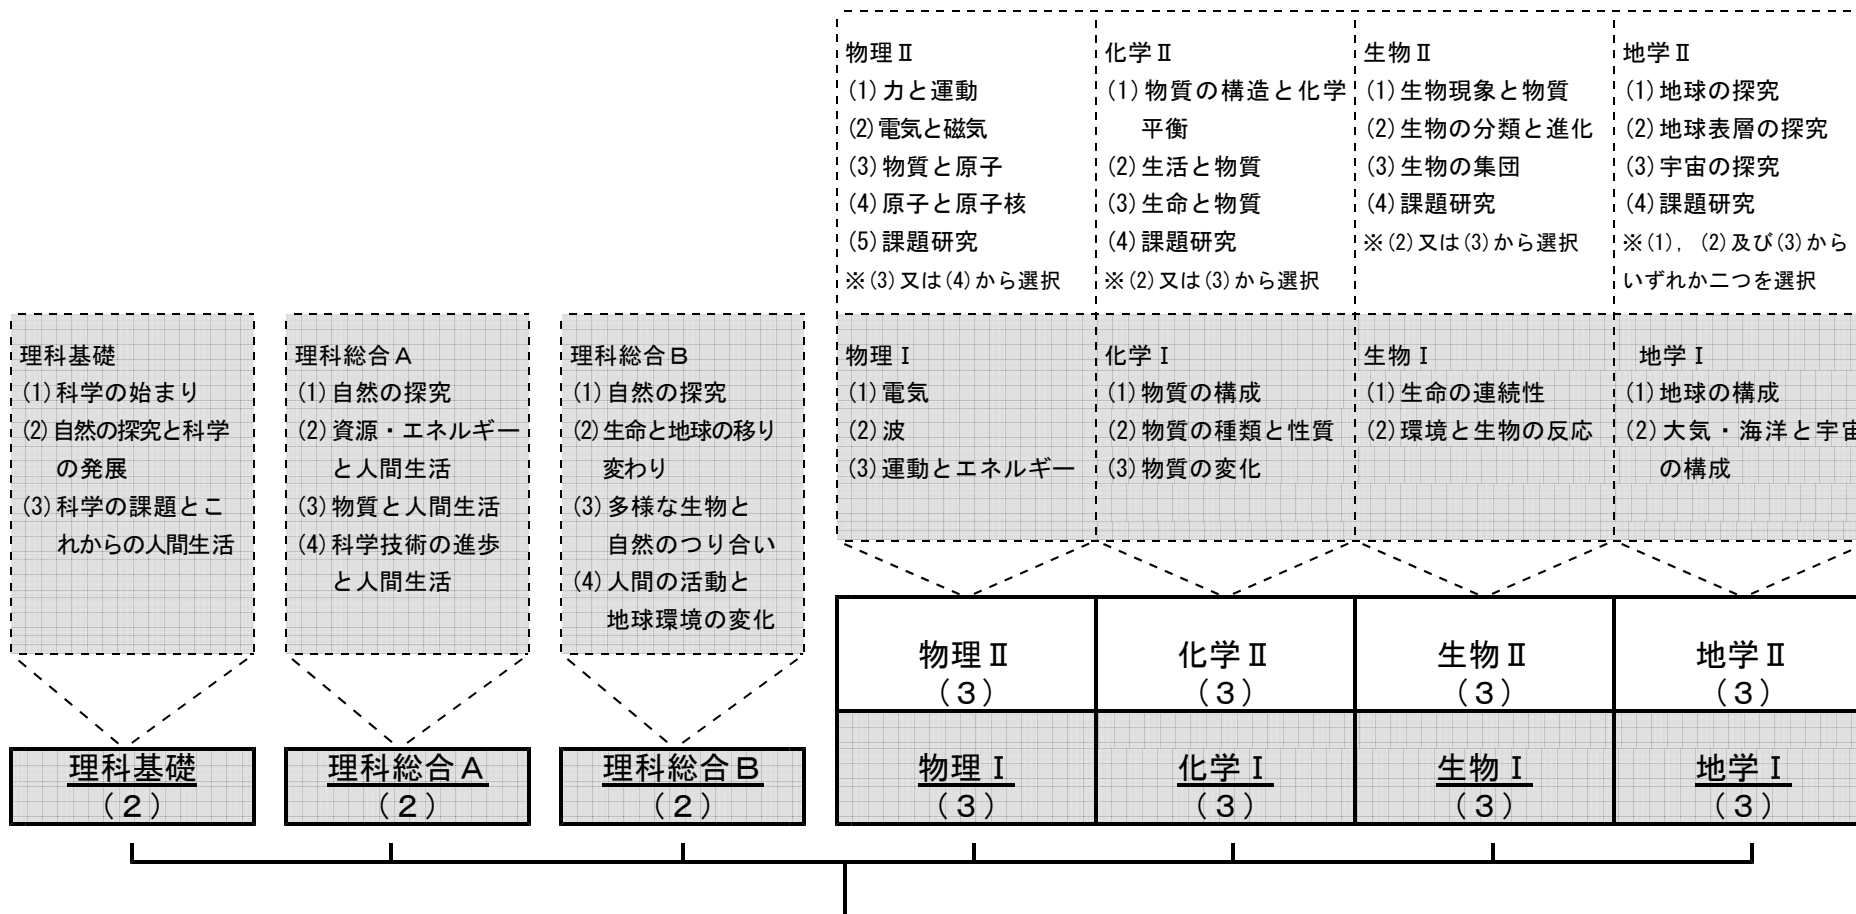 物理Ⅱ
(1)力と運動
(2)電気と磁気
(3)物質と原子
(4)原子と原子核
(5)課題研究
※(3)又は(4)から選択
化学Ⅱ
(1)物質の構造と化学
平衡
(2)生活と物質
(3)生命と物質
(4)課題研究
※(2)又は(3)から選択
生物Ⅱ
(1)生物現象と物質
(2)生物の分類と進化
(3)生物の集団
(4)課題研究
※(2)又は(3)から選択
地学Ⅱ
(1)地球の探究
(2)地球表層の探究
(3)宇宙の探究
(4)課題研究
※(1)，(2)及び(3)から
いずれか二つを選択
理科基礎
(1)科学の始まり
(2)自然の探究と科学
の発展
(3)科学の課題とこ
れからの人間生活
理科総合Ａ
(1)自然の探究
(2)資源・エネルギー
と人間生活
(3)物質と人間生活
(4)科学技術の進歩
と人間生活
理科総合Ｂ
(1)自然の探究
(2)生命と地球の移り
変わり
(3)多様な生物と
自然のつり合い
(4)人間の活動と
地球環境の変化
物理Ⅰ
(1)電気
(2)波
(3)運動とエネルギー
化学Ⅰ
(1)物質の構成
(2)物質の種類と性質
(3)物質の変化
生物Ⅰ
(1)生命の連続性
(2)環境と生物の反応
地学Ⅰ
(1)地球の構成
(2)大気・海洋と宇宙
の構成
物理Ⅱ
（３）
化学Ⅱ
（３）
生物Ⅱ
（３）
地学Ⅱ
（３）
理科基礎
（２）
理科総合Ａ
（２）
理科総合Ｂ
（２）
物理Ⅰ
（３）
化学Ⅰ
（３）
生物Ⅰ
（３）
地学Ⅰ
（３）